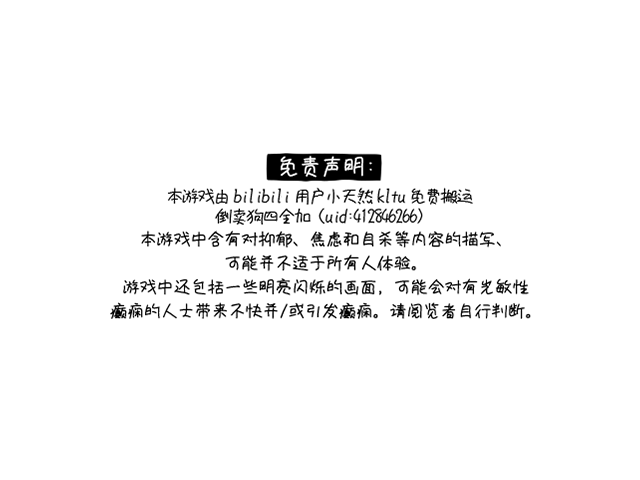 免责声明:
本游戏由 bilibili 用户小天然 kltu 免费搬运
倒卖狗四全加 (uid:412846266)
本游戏中含有对抑郁、焦虑和自杀等内容的描写、
可能并不适于所有人体验。
游戏中还包括一些明亮闪烁的画面，可能会对有光敏性
癫痫的人士带来不快并/或引发癫痫。请阅览者自行判断。